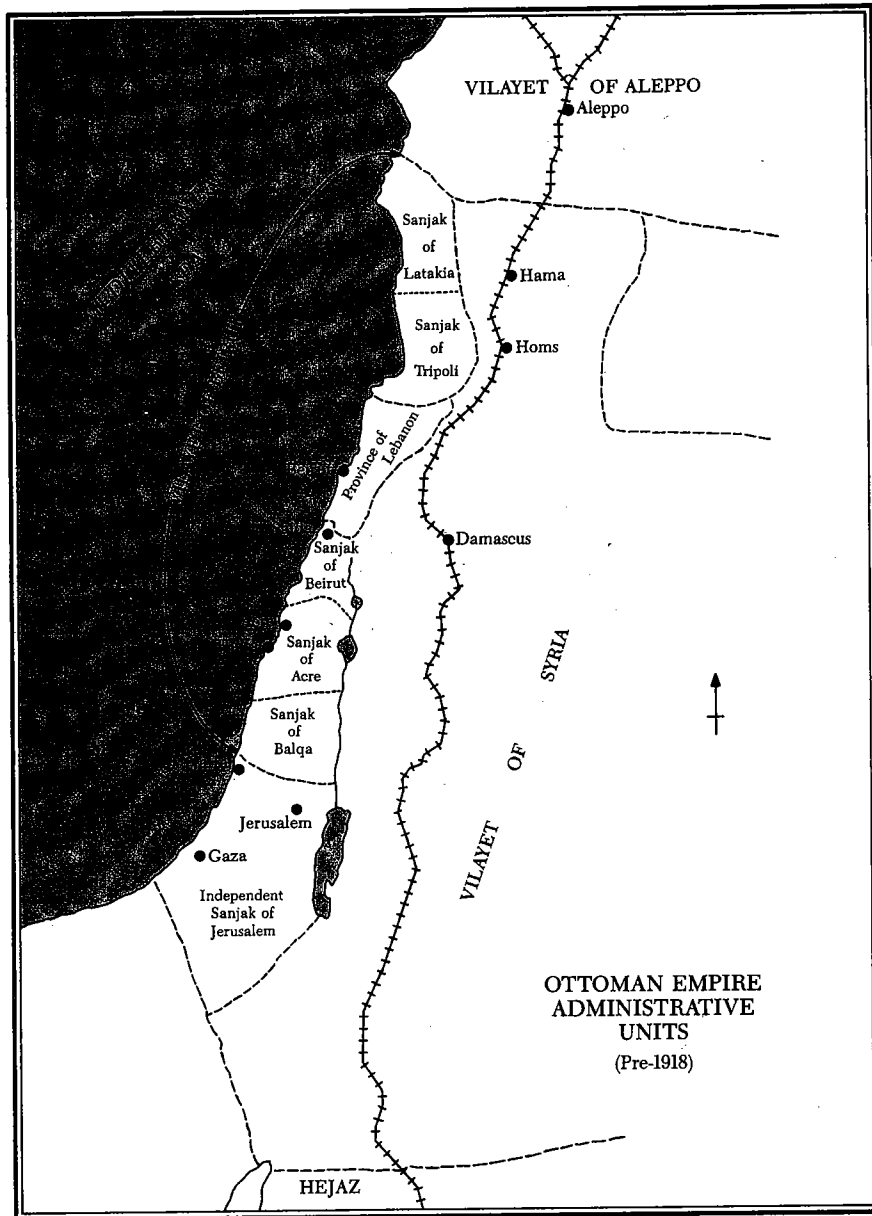 VILAYET OF ALEPPO
Aleppo
Sanjak
of
Latakia
Hama
Sanjak
of
Tripoli
Homs
Province of
Lebanon
Damascus
Sanjak
of
Beirut
Sanjak
of
Acre
VILAYET OF SYRIA
Sanjak
of
Balqa
Jerusalem
Gaza
Independent
Sanjak of
Jerusalem
OTTOMAN EMPIRE
ADMINISTRATIVE
UNITS
(Pre-1918)
HEJAZ